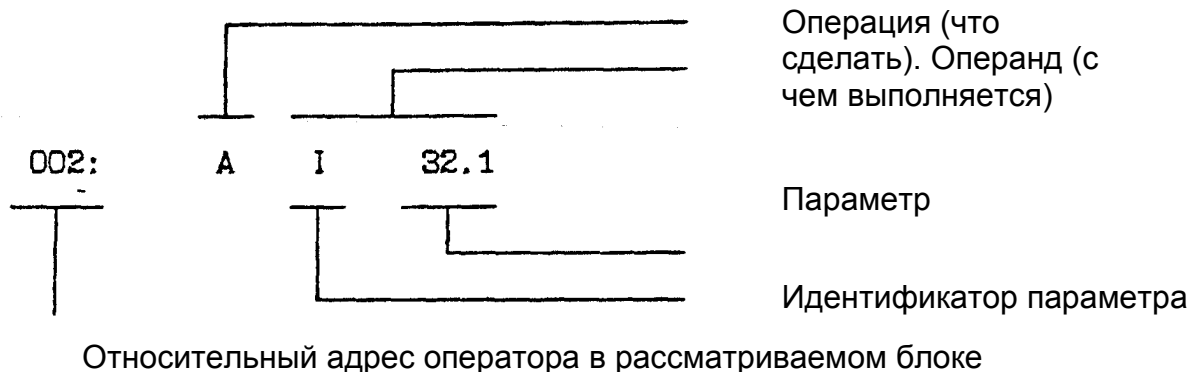 Операция (что
сделать). Операнд (с
чем выполняется)
002: A I 32.1
Параметр
Идентификатор параметра
Относительный адрес оператора в рассматриваемом блоке